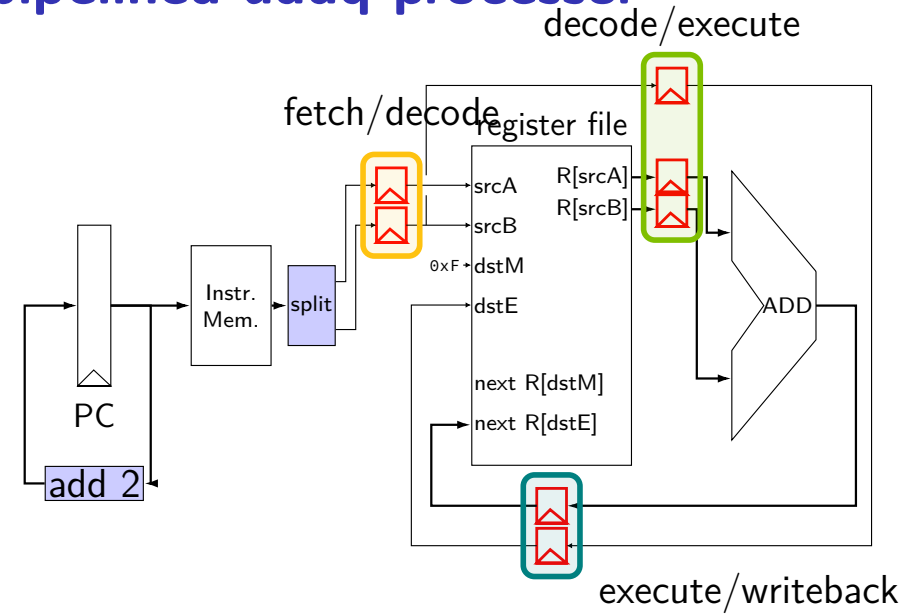 pipelined addq processor
decode/execute
fetch/decode
register file
srcA
srcB
0xF
dstM
dstE
next R[dstM]
next R[dstE]
R[srcA]
R[srcB]
Instr.
Mem.
split
ADD
PC
add 2
execute/writeback